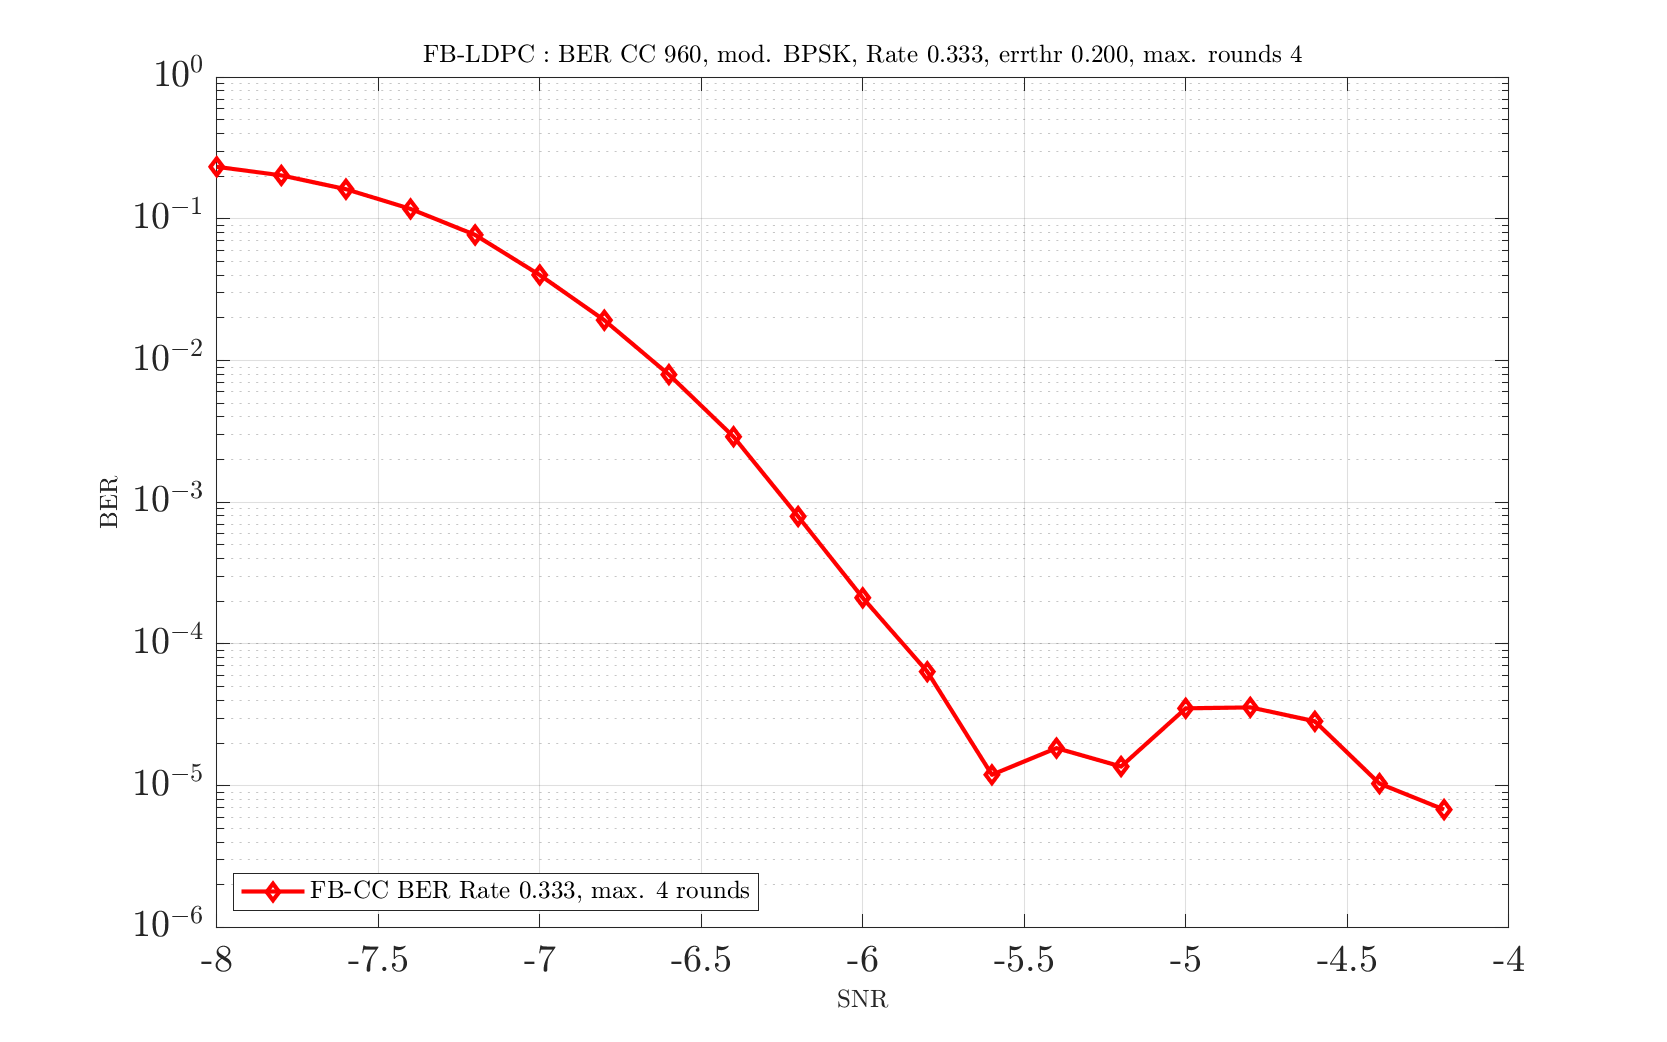 FB-LDPC : BER CC 960, mod. BPSK, Rate 0.333, errthr 0.200, max. rounds 4
10^0
10^{-1}
10^{-2}
10^{-3}
10^{-4}
10^{-5}
10^{-6}
BER
FB-CC BER Rate 0.333, max. 4 rounds
-8 -7.5 -7 -6.5 -6 -5.5 -5 -4.5 -4
SNR